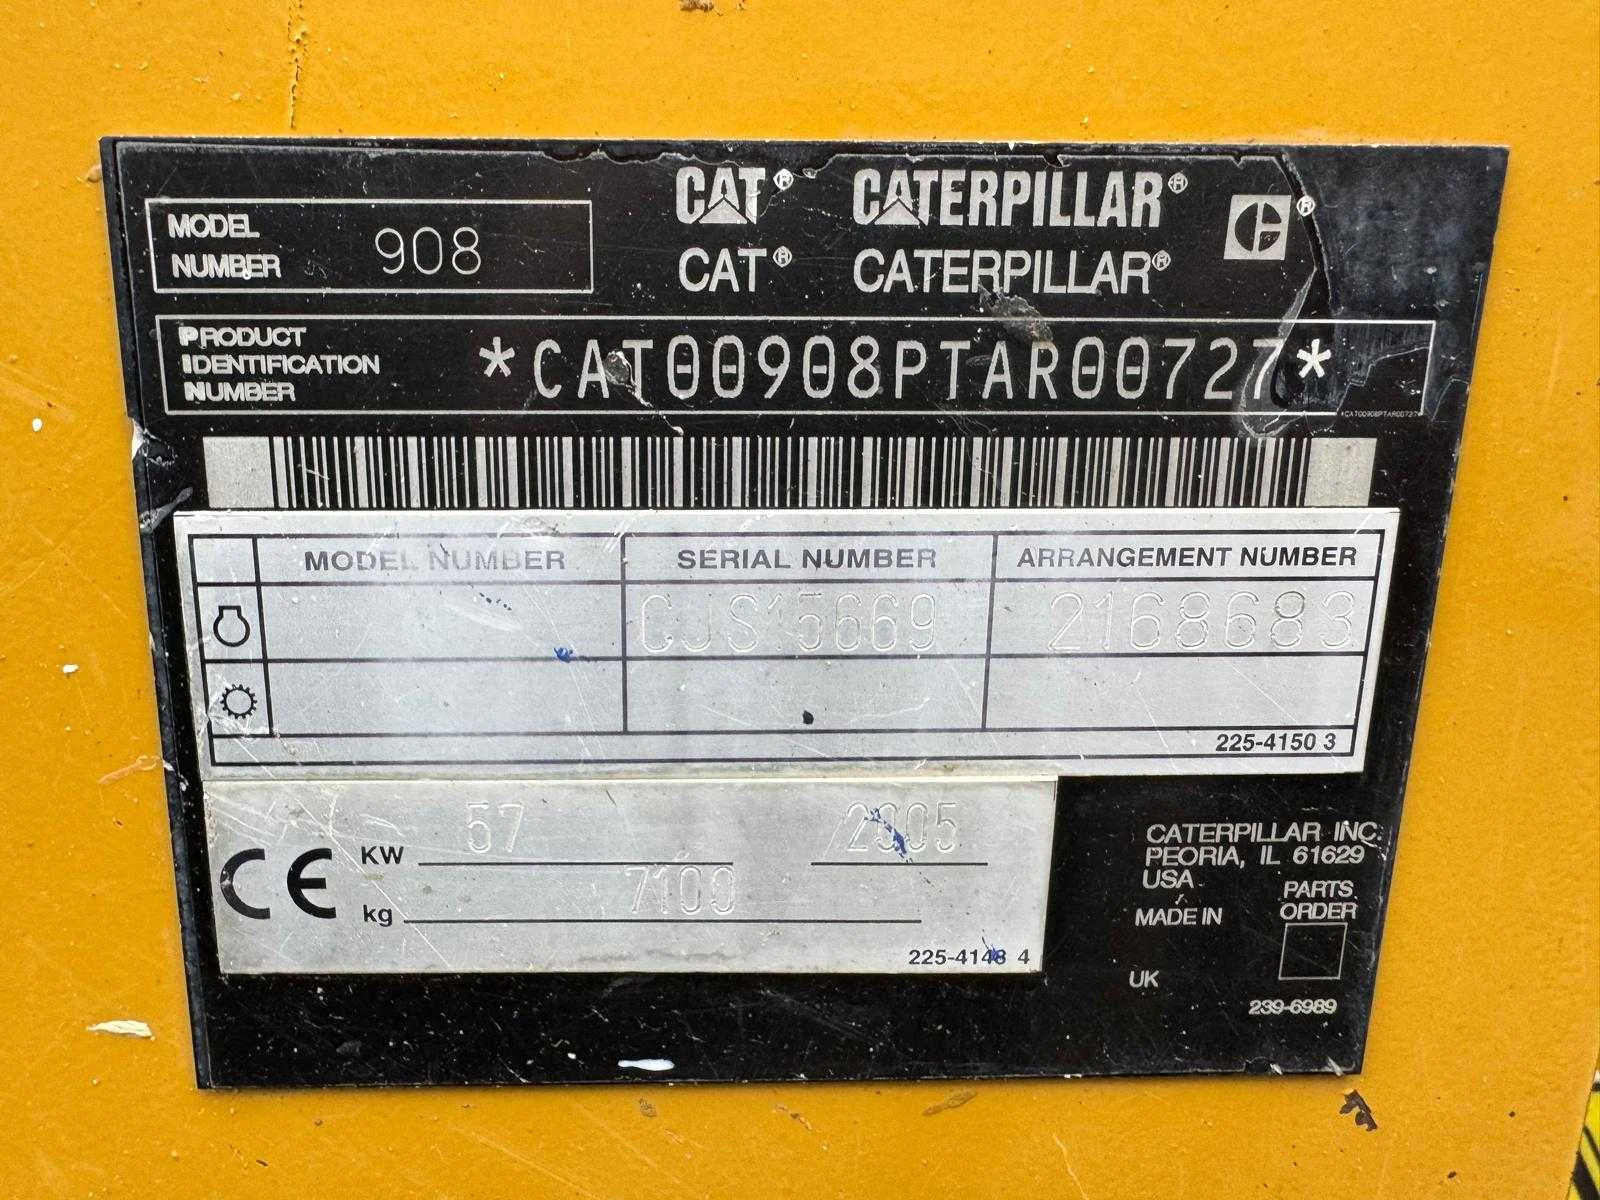 MODEL NUMBER 908
CAT® CATERPILLAR®
CAT® CATERPILLAR®
PRODUCT
IDENTIFICATION
NUMBER
*CAT00908PTAR00727*
*CAT00908PTAR00727*
MODEL NUMBER SERIAL NUMBER ARRANGEMENT NUMBER
CJS15669 2168683
225-4150 3
CE KW 57 2005
kg 7100
225-4148 4
CATERPILLAR INC.
PEORIA, IL 61629
USA
MADE IN
UK
PARTS
ORDER
239-6989